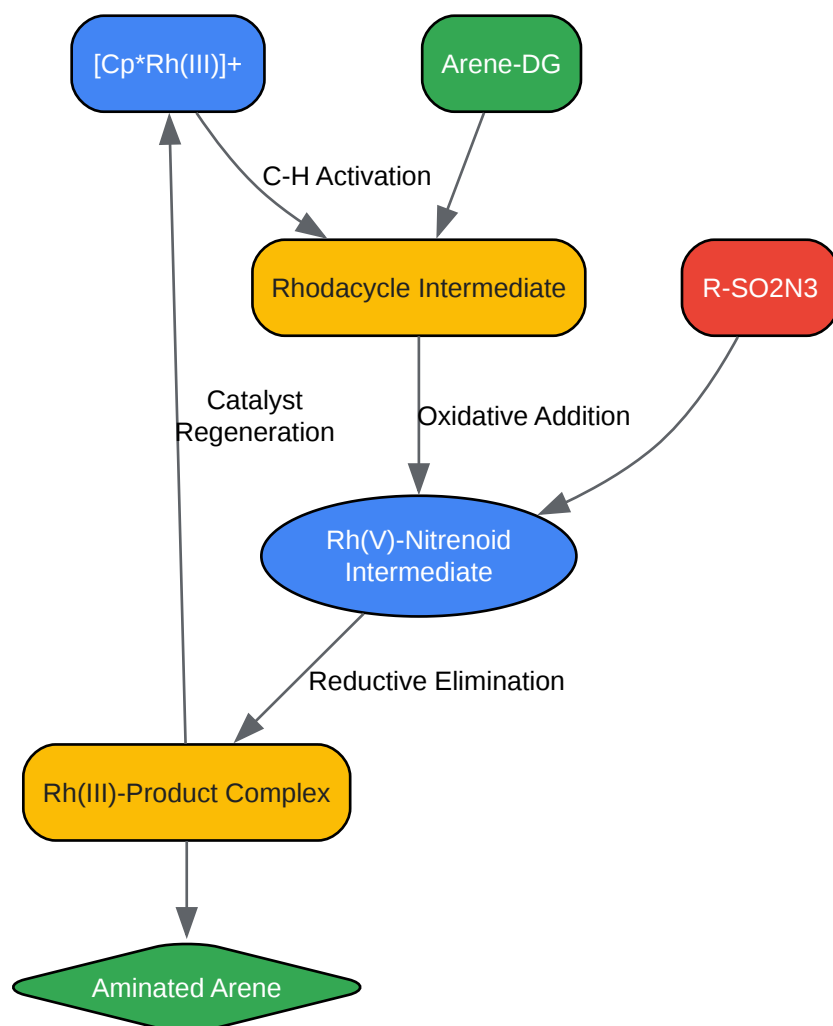 [Cp*Rh(III)]+
Arene-DG
C-H Activation
Rhodacycle Intermediate
R-SO2N3
Catalyst
Regeneration
Oxidative Addition
Rh(V)-Nitrenoid
Intermediate
Reductive Elimination
Rh(III)-Product Complex
Aminated Arene